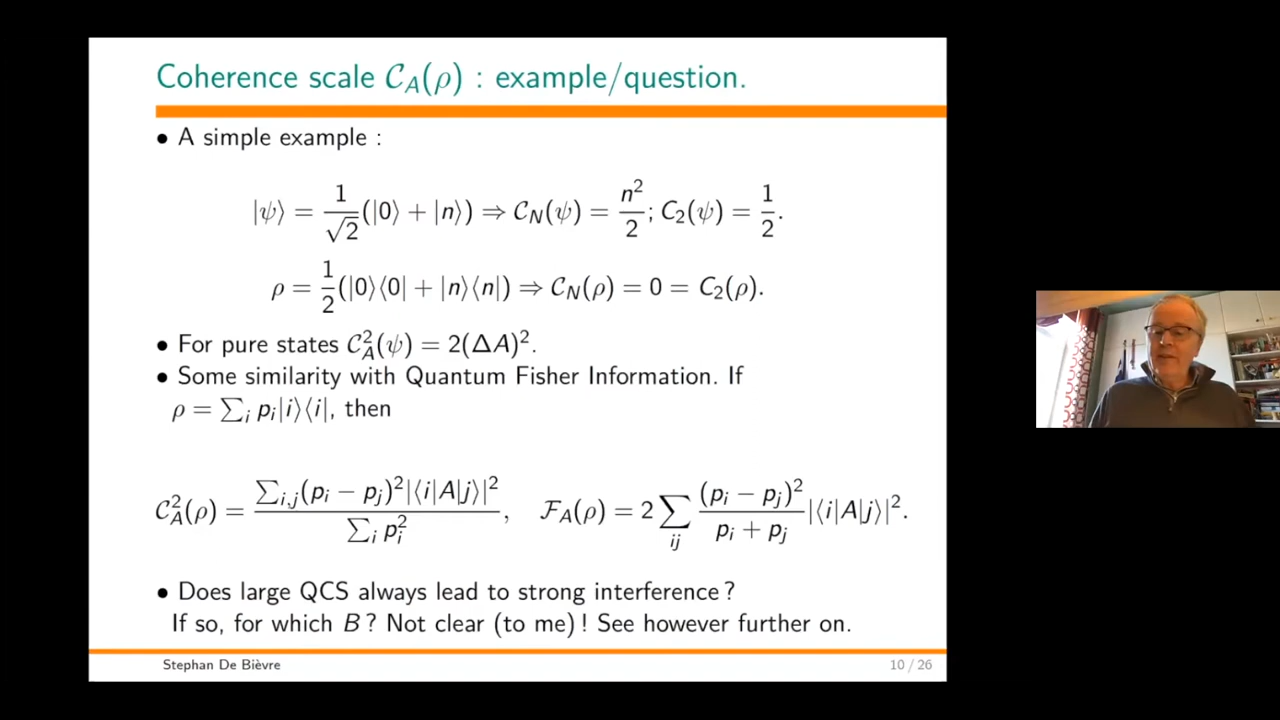 Coherence scale 𝒞_A(ρ) : example/question.
• A simple example :
|ψ⟩ = 1/√2 (|0⟩ + |n⟩) ⇒ 𝒞_N(ψ) = n²/2; C₂(ψ) = 1/2.
ρ = 1/2 (|0⟩⟨0| + |n⟩⟨n|) ⇒ 𝒞_N(ρ) = 0 = C₂(ρ).
• For pure states 𝒞²_A(ψ) = 2(ΔA)².
• Some similarity with Quantum Fisher Information. If
ρ = ∑_i p_i|i⟩⟨i|, then
𝒞²_A(ρ) = ∑_{i,j}(p_i − p_j)²|⟨i|A|j⟩|² / ∑_i p_i², ℱ_A(ρ) = 2 ∑_{ij} (p_i − p_j)²/(p_i + p_j) |⟨i|A|j⟩|².
• Does large QCS always lead to strong interference ?
If so, for which B ? Not clear (to me) ! See however further on.
Stephan De Bièvre 10 / 26